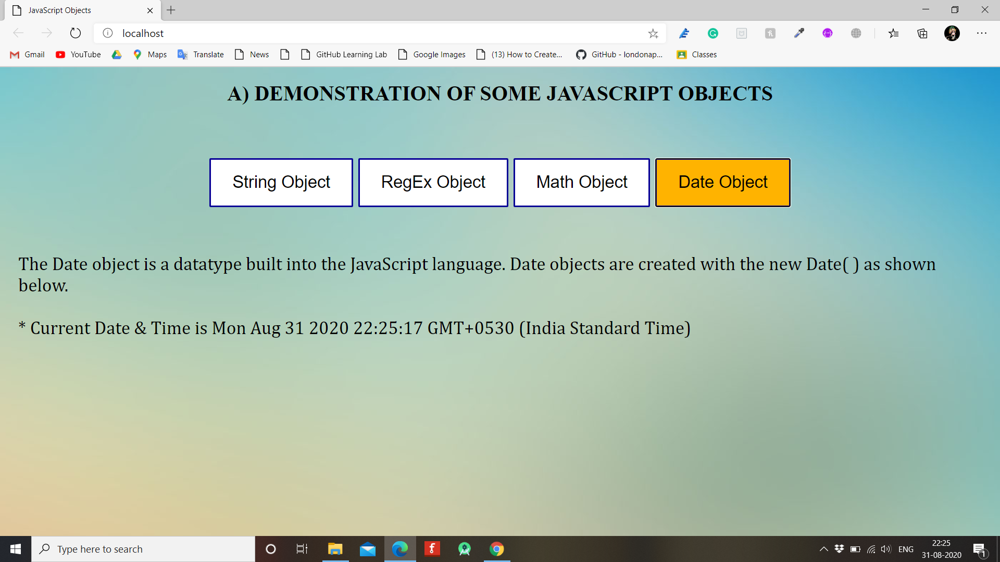 JavaScript Objects
localhost
Gmail YouTube Maps Translate News GitHub Learning Lab Google Images (13) How to Create... GitHub - londonap... Classes
A) DEMONSTRATION OF SOME JAVASCRIPT OBJECTS
String Object RegEx Object Math Object Date Object
The Date object is a datatype built into the JavaScript language. Date objects are created with the new Date( ) as shown
below.
* Current Date & Time is Mon Aug 31 2020 22:25:17 GMT+0530 (India Standard Time)
Type here to search
ENG
22:25
31-08-2020
1